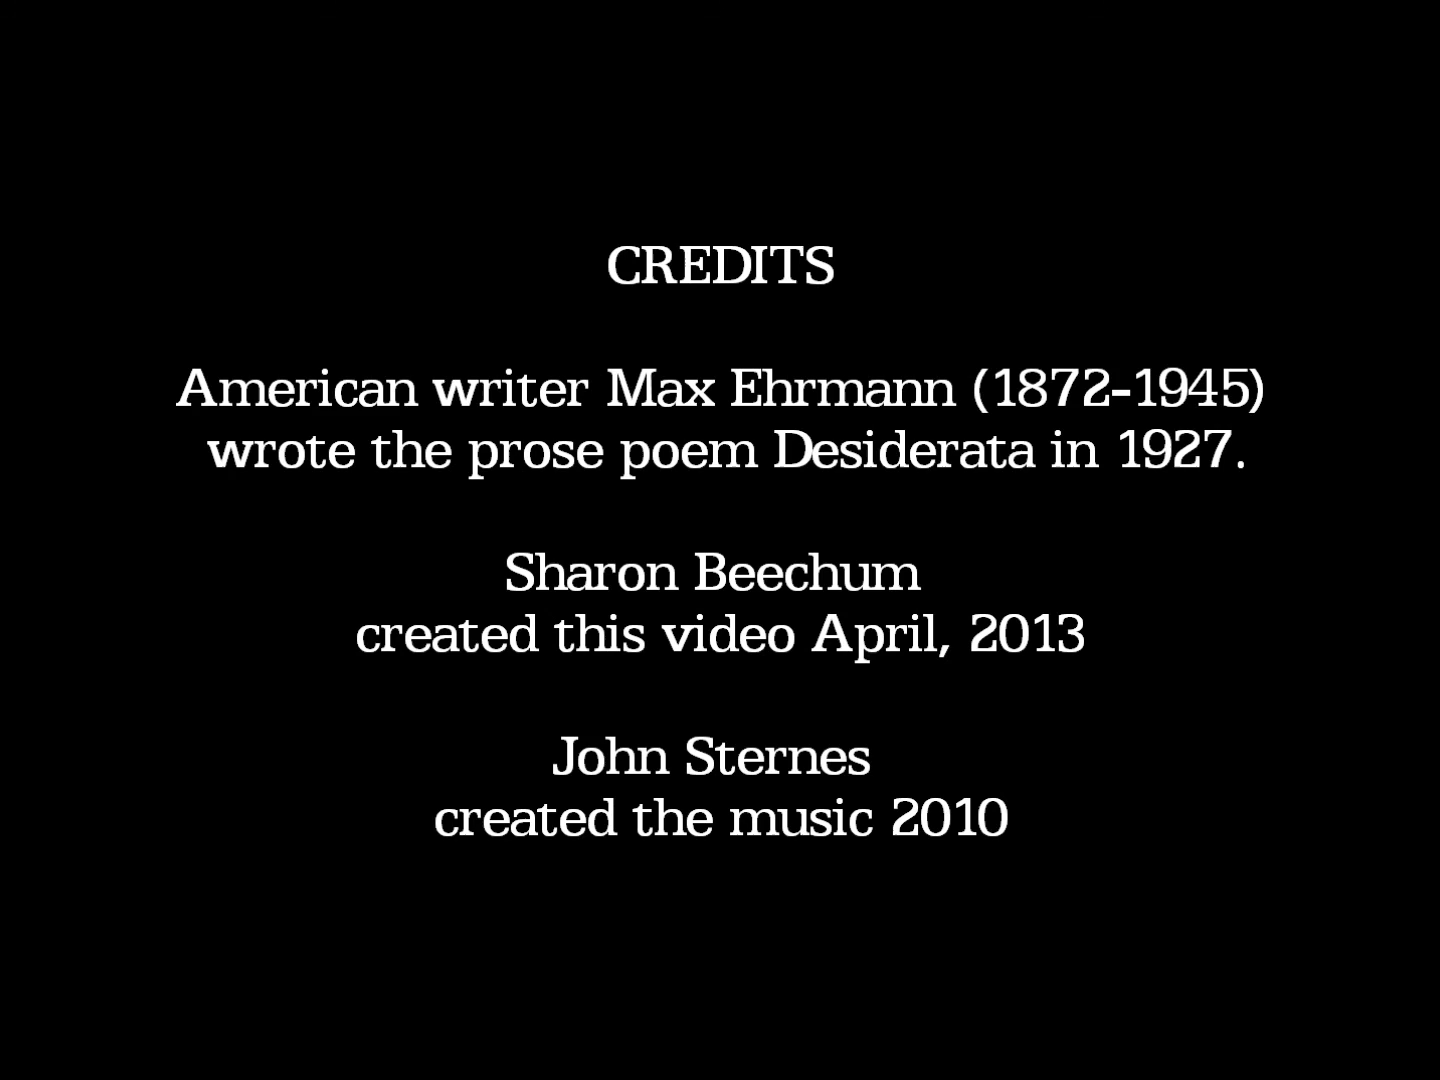 CREDITS
American writer Max Ehrmann (1872-1945)
wrote the prose poem Desiderata in 1927.
Sharon Beechum
created this video April, 2013
John Sternes
created the music 2010